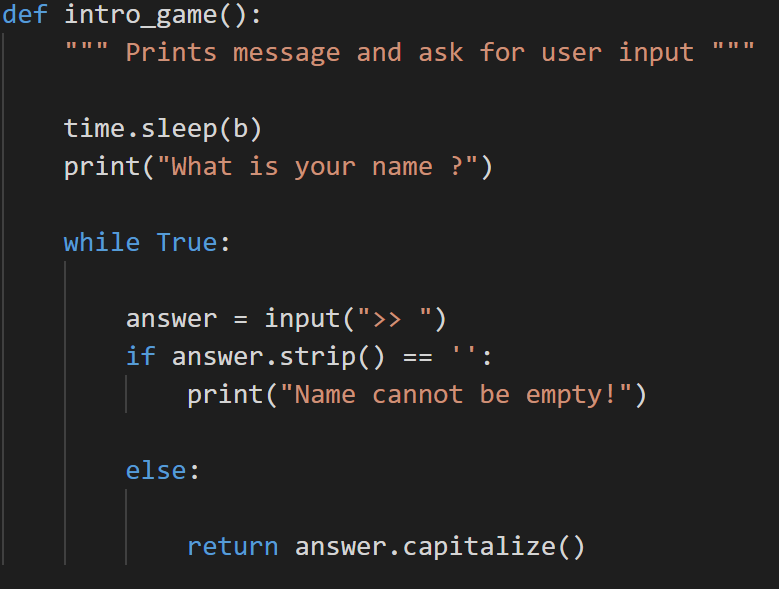 def intro_game():
    """ Prints message and ask for user input """
    time.sleep(b)
    print("What is your name ?")
    while True:
        answer = input(">> ")
        if answer.strip() == '':
            print("Name cannot be empty!")
        else:
            return answer.capitalize()